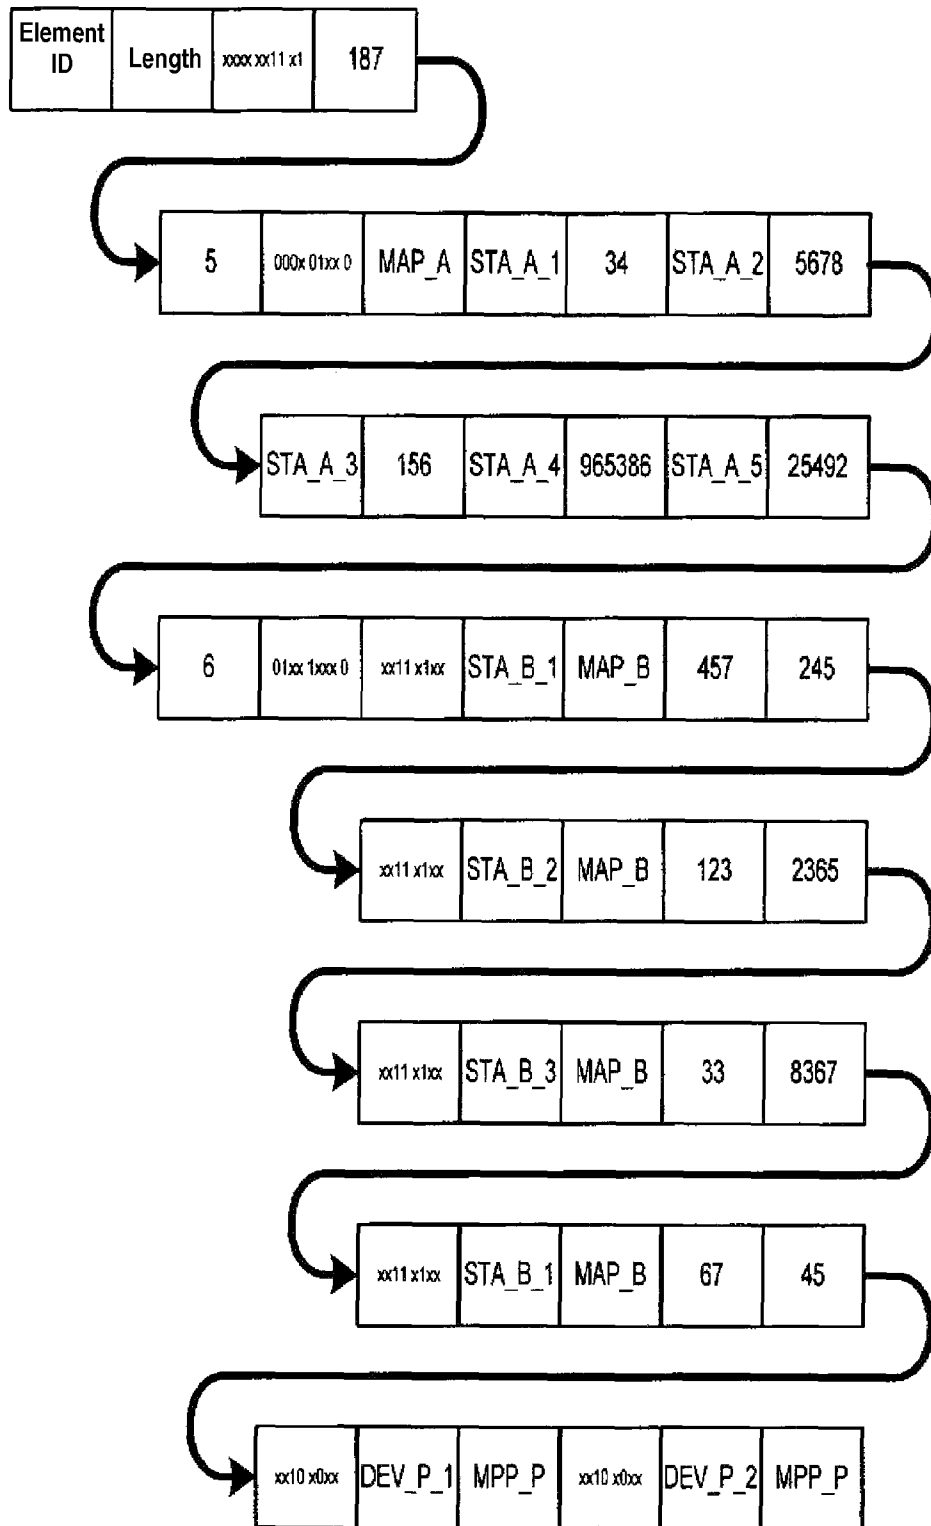 Element ID Length xxxx xx11 x1 187
5 000x 01xx 0 MAP_A STA_A_1 34 STA_A_2 5678
STA_A_3 156 STA_A_4 965386 STA_A_5 25492
6 01xx 1xxx 0 xx11 x1xx STA_B_1 MAP_B 457 245
xx11 x1xx STA_B_2 MAP_B 123 2365
xx11 x1xx STA_B_3 MAP_B 33 8367
xx11 x1xx STA_B_1 MAP_B 67 45
xx10 x0xx DEV_P_1 MPP_P xx10 x0xx DEV_P_2 MPP_P